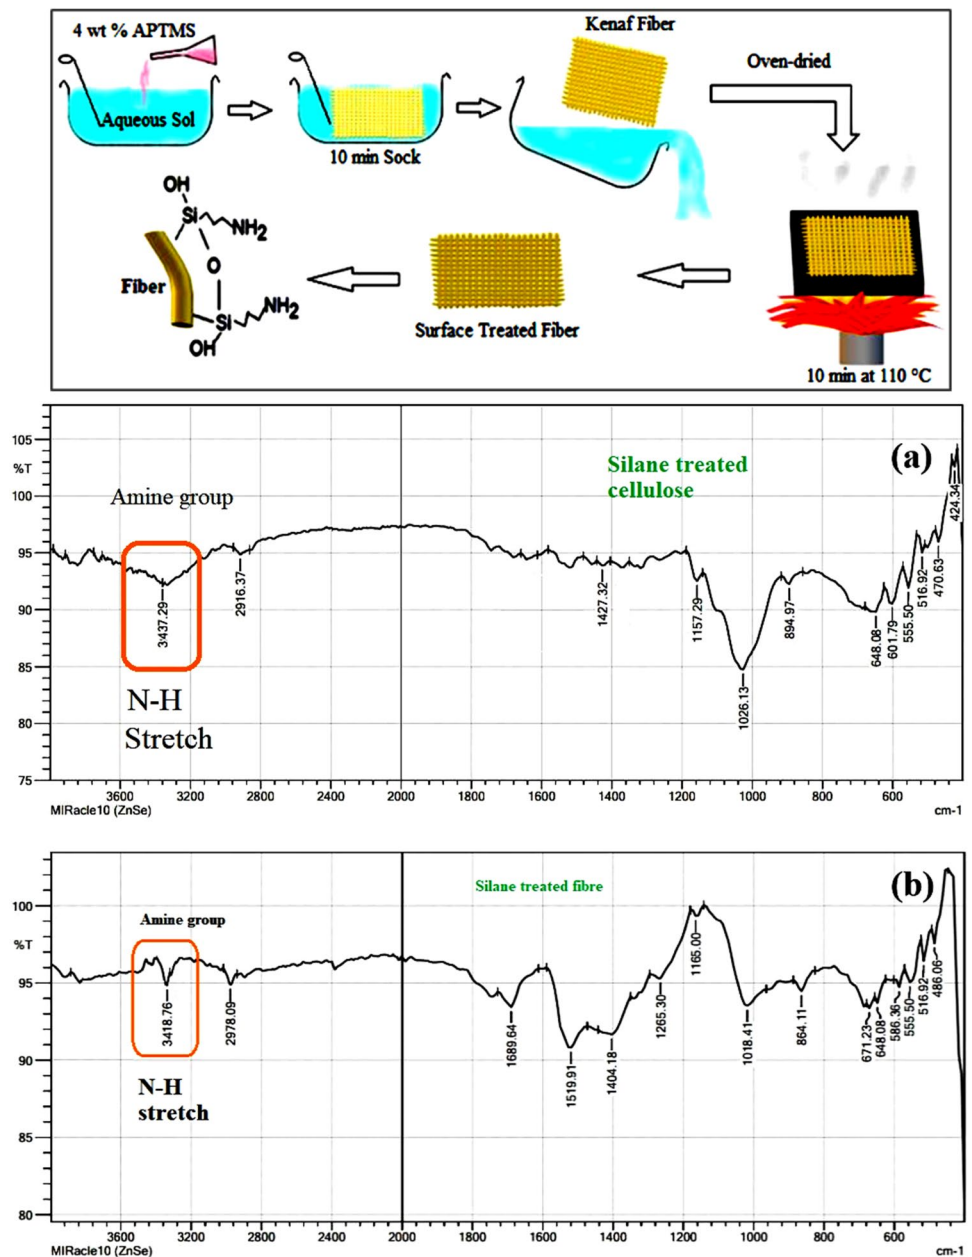 4 wt % APTMS
Aqueous Sol
10 min Sock
Kenaf Fiber
Oven-dried
10 min at 110 °C
Surface Treated Fiber
OH
Si
NH2
O
Fiber
Si
NH2
OH
(a)
105
%T
100
95
90
85
80
75
Silane treated
cellulose
Amine group
N-H
Stretch
3437.29
2916.37
1427.32
1157.29
1026.13
894.97
648.08
601.79
555.50
516.92
470.63
424.34
3600 3200 2800 2400 2000 1800 1600 1400 1200 1000 800 600
MIRacle10 (ZnSe) cm-1
(b)
100
%T
95
90
85
80
Silane treated fibre
Amine group
N-H
stretch
3418.76
2978.09
1689.64
1519.91
1404.18
1265.30
1165.00
1018.41
864.11
671.23
648.08
586.36
555.50
516.92
486.06
3600 3200 2800 2400 2000 1800 1600 1400 1200 1000 800 600
MIRacle10 (ZnSe) cm-1